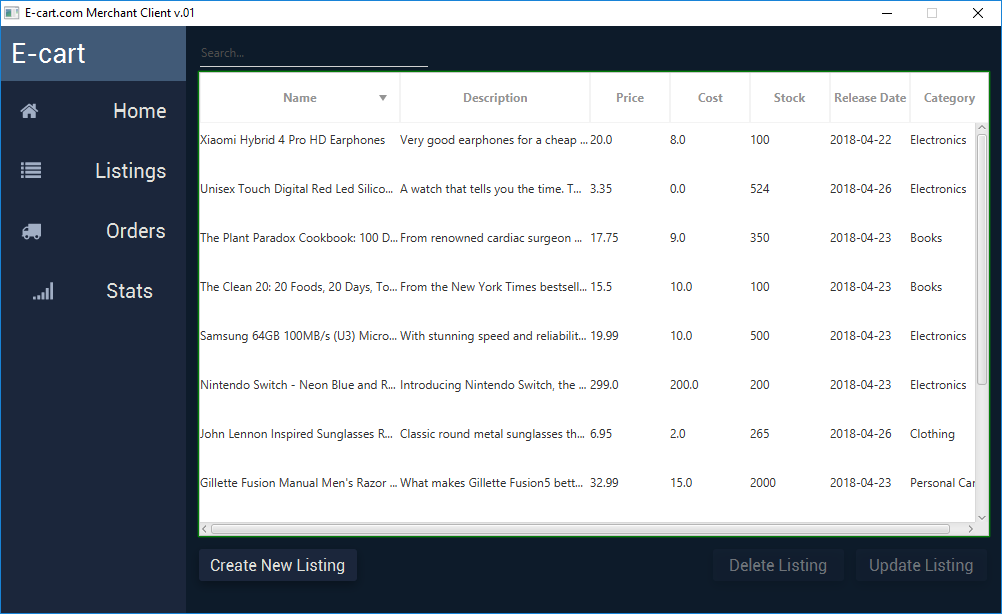 E-cart.com Merchant Client v.01
E-cart
Home
Listings
Orders
Stats
Search...
Name Description Price Cost Stock Release Date Category
Xiaomi Hybrid 4 Pro HD Earphones Very good earphones for a cheap ... 20.0 8.0 100 2018-04-22 Electronics
Unisex Touch Digital Red Led Silico... A watch that tells you the time. T... 3.35 0.0 524 2018-04-26 Electronics
The Plant Paradox Cookbook: 100 D... From renowned cardiac surgeon ... 17.75 9.0 350 2018-04-23 Books
The Clean 20: 20 Foods, 20 Days, To... From the New York Times bestsell... 15.5 10.0 100 2018-04-23 Books
Samsung 64GB 100MB/s (U3) Micro... With stunning speed and reliabilit... 19.99 10.0 500 2018-04-23 Electronics
Nintendo Switch - Neon Blue and R... Introducing Nintendo Switch, the ... 299.0 200.0 200 2018-04-23 Electronics
John Lennon Inspired Sunglasses R... Classic round metal sunglasses th... 6.95 2.0 265 2018-04-26 Clothing
Gillette Fusion Manual Men's Razor ... What makes Gillette Fusion5 bett... 32.99 15.0 2000 2018-04-23 Personal Car
Create New Listing Delete Listing Update Listing